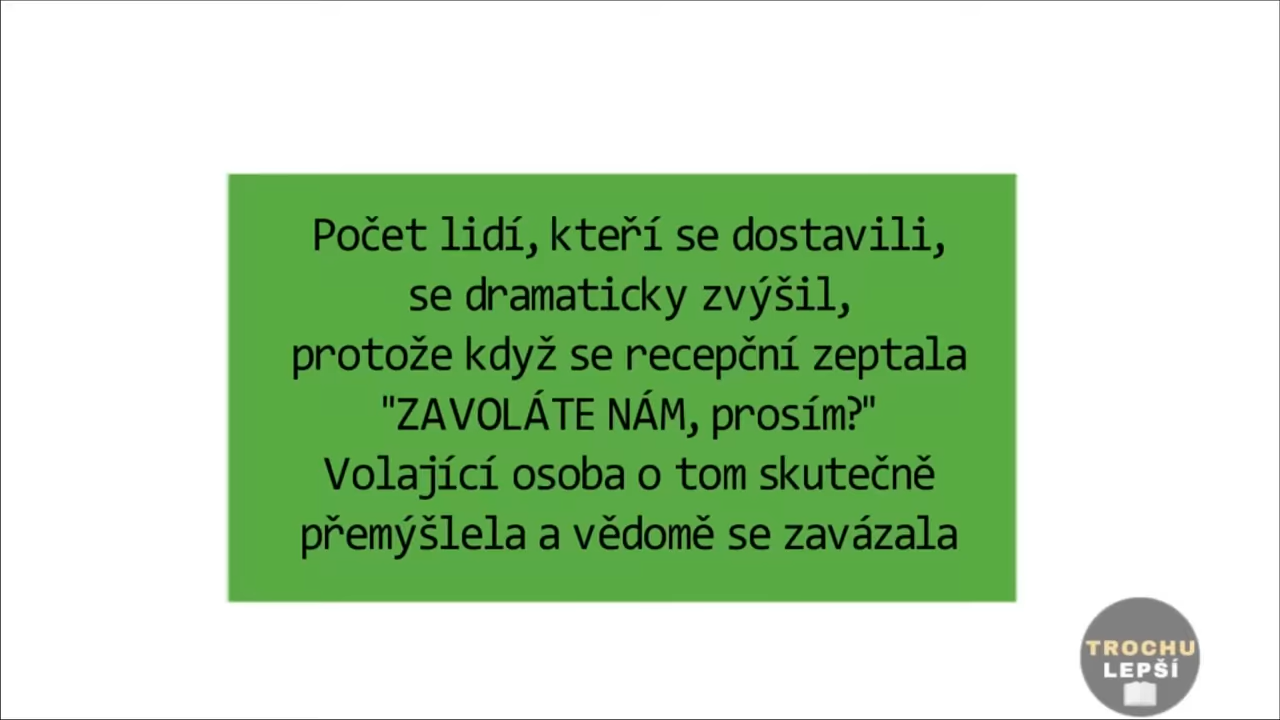 Počet lidí, kteří se dostavili,
se dramaticky zvýšil,
protože když se recepční zeptala
"ZAVOLÁTE NÁM, prosím?"
Volající osoba o tom skutečně
přemýšlela a vědomě se zavázala
TROCHU
LEPŠÍ